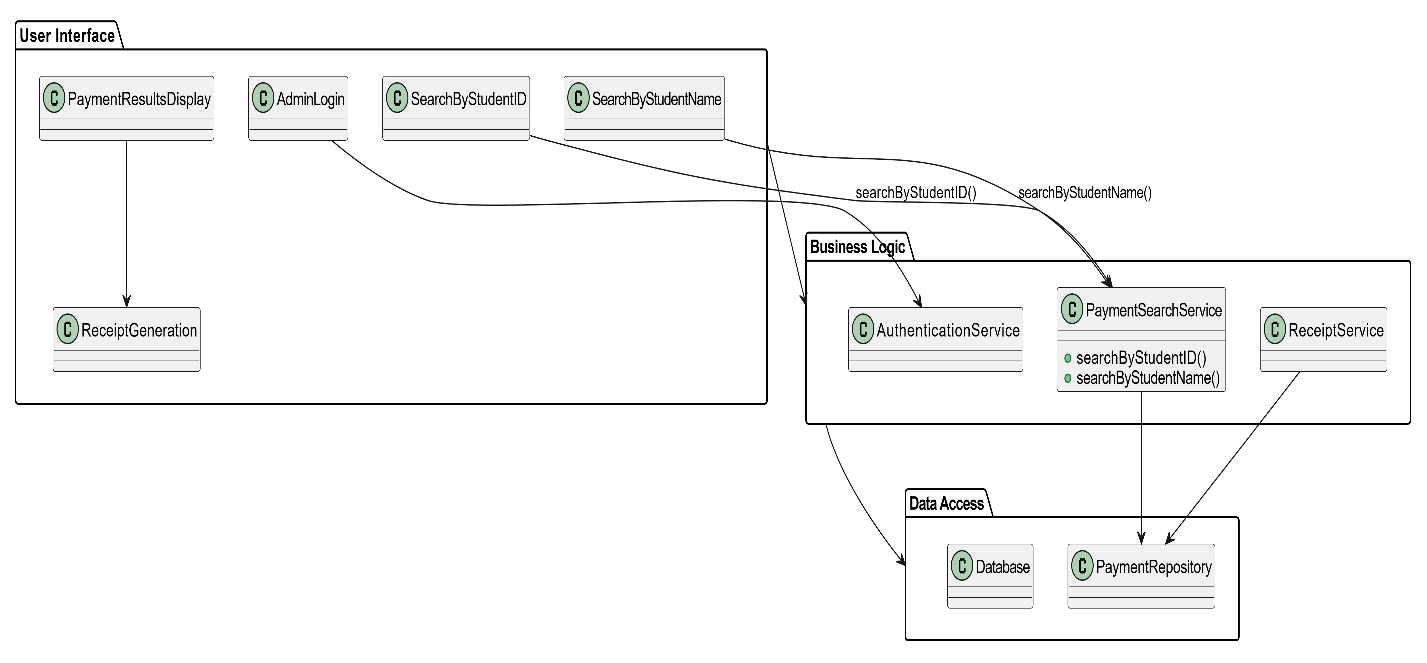 User Interface
C PaymentResultsDisplay
C AdminLogin
C SearchByStudentID
C SearchByStudentName
searchByStudentID()
searchByStudentName()
Business Logic
C ReceiptGeneration
C AuthenticationService
C PaymentSearchService
searchByStudentID()
searchByStudentName()
C ReceiptService
Data Access
C Database
C PaymentRepository